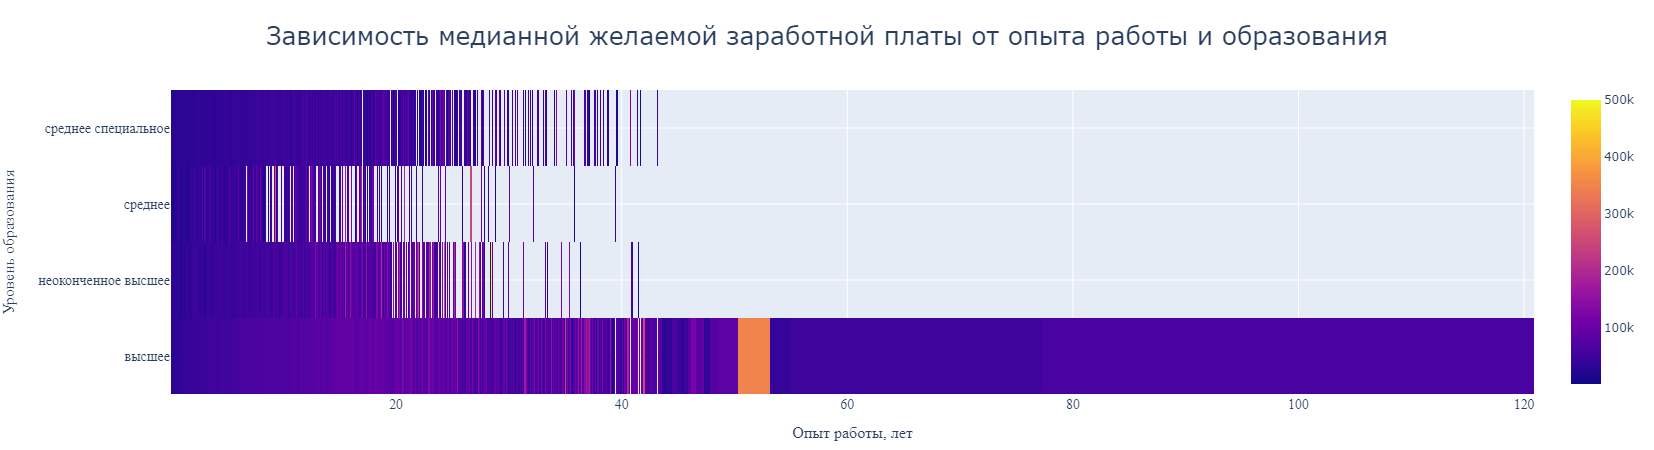 Зависимость медианной желаемой заработной платы от опыта работы и образования
Уровень образования
среднее специальное
среднее
неоконченное высшее
высшее
20
40
60
80
100
120
Опыт работы, лет
500k
400k
300k
200k
100k